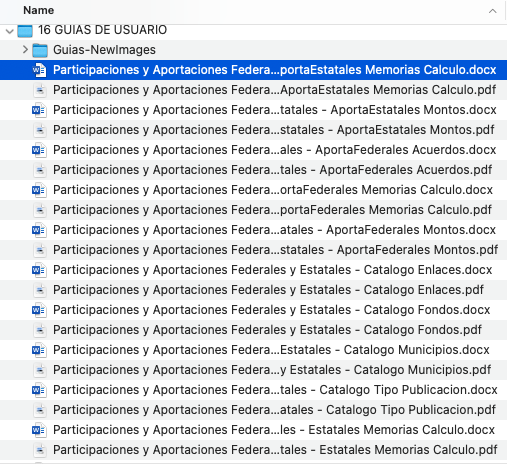 Name
16 GUIAS DE USUARIO
Guias-NewImages
Participaciones y Aportaciones Federa...portaEstatales Memorias Calculo.docx
Participaciones y Aportaciones Federa...AportaEstatales Memorias Calculo.pdf
Participaciones y Aportaciones Federa...tatales - AportaEstatales Montos.docx
Participaciones y Aportaciones Federa...statales - AportaEstatales Montos.pdf
Participaciones y Aportaciones Federa...ales - AportaFederales Acuerdos.docx
Participaciones y Aportaciones Federa...tales - AportaFederales Acuerdos.pdf
Participaciones y Aportaciones Federa...ortaFederales Memorias Calculo.docx
Participaciones y Aportaciones Federa...portaFederales Memorias Calculo.pdf
Participaciones y Aportaciones Federa...atales - AportaFederales Montos.docx
Participaciones y Aportaciones Federa...statales - AportaFederales Montos.pdf
Participaciones y Aportaciones Federales y Estatales - Catalogo Enlaces.docx
Participaciones y Aportaciones Federales y Estatales - Catalogo Enlaces.pdf
Participaciones y Aportaciones Federales y Estatales - Catalogo Fondos.docx
Participaciones y Aportaciones Federales y Estatales - Catalogo Fondos.pdf
Participaciones y Aportaciones Federa...Estatales - Catalogo Municipios.docx
Participaciones y Aportaciones Federa...y Estatales - Catalogo Municipios.pdf
Participaciones y Aportaciones Federa...tales - Catalogo Tipo Publicacion.docx
Participaciones y Aportaciones Federa...atales - Catalogo Tipo Publicacion.pdf
Participaciones y Aportaciones Federa...les - Estatales Memorias Calculo.docx
Participaciones y Aportaciones Federa...tales - Estatales Memorias Calculo.pdf